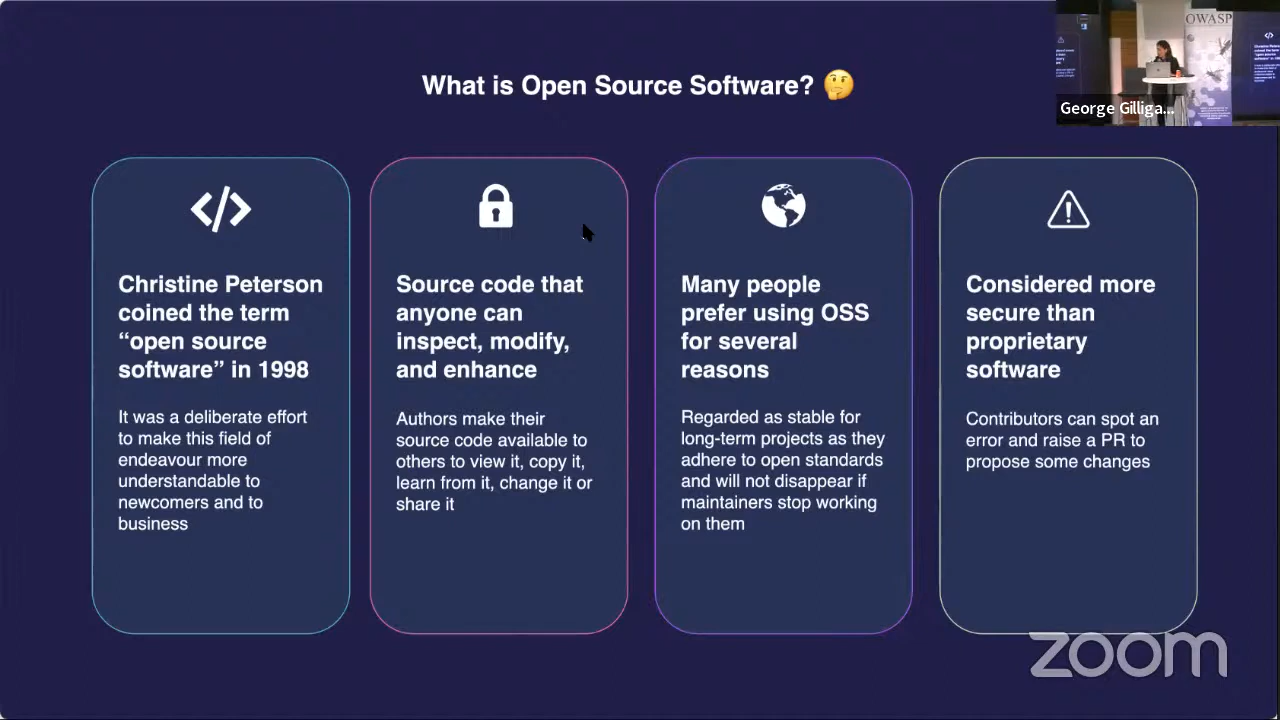 What is Open Source Software? 🤔
OWASP
George Gilliga...
Christine Peterson
coined the term
“open source
software” in 1998
It was a deliberate effort
to make this field of
endeavour more
understandable to
newcomers and to
business
Source code that
anyone can
inspect, modify,
and enhance
Authors make their
source code available to
others to view it, copy it,
learn from it, change it or
share it
Many people
prefer using OSS
for several
reasons
Regarded as stable for
long-term projects as they
adhere to open standards
and will not disappear if
maintainers stop working
on them
Considered more
secure than
proprietary
software
Contributors can spot an
error and raise a PR to
propose some changes
zoom